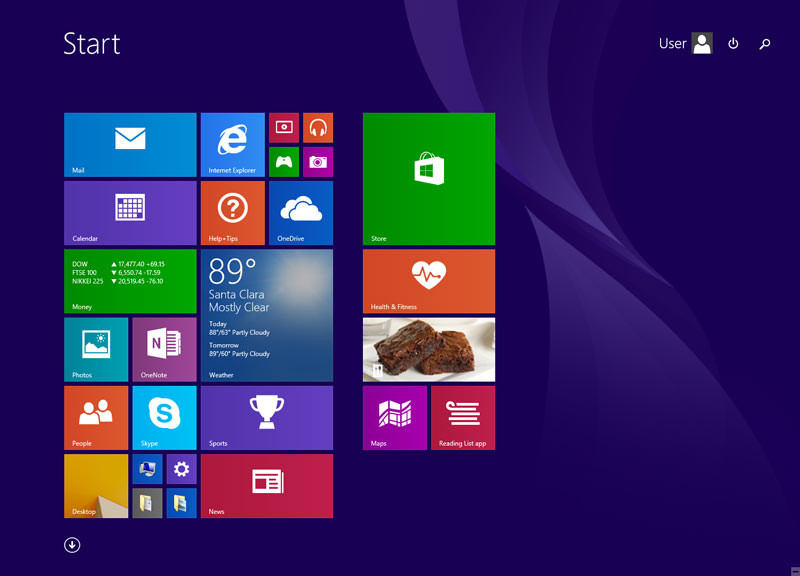 Start
User
Mail
Internet Explorer
Calendar
Help+Tips
OneDrive
Store
DOW ▲ 17,477.40 +69.15
FTSE 100 ▼ 6,550.74 -17.59
NIKKEI 225 ▼ 20,519.45 -76.10
Money
89°
Santa Clara
Mostly Clear
Today
88°/63° Partly Cloudy
Tomorrow
89°/60° Partly Cloudy
Weather
Health & Fitness
Photos
OneNote
People
Skype
Sports
Maps
Reading List app
Desktop
News